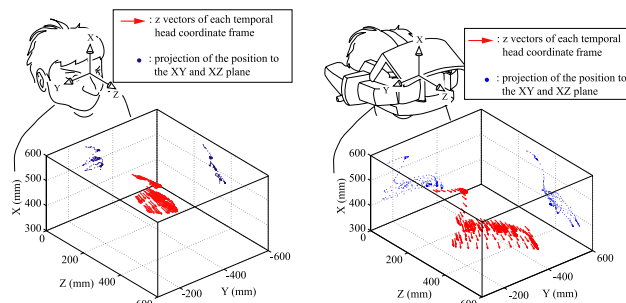 : z vectors of each temporal
head coordinate frame
: projection of the position to
the XY and XZ plane
X
Y
Z
600
500
400
300
0
200
400
600
-200
-400
-600
X (mm)
Z (mm)
Y (mm)
: z vectors of each temporal
head coordinate frame
: projection of the position to
the XY and XZ plane
X
Y
Z
600
500
400
300
0
200
400
600
-200
-400
600
X (mm)
Z (mm)
Y (mm)